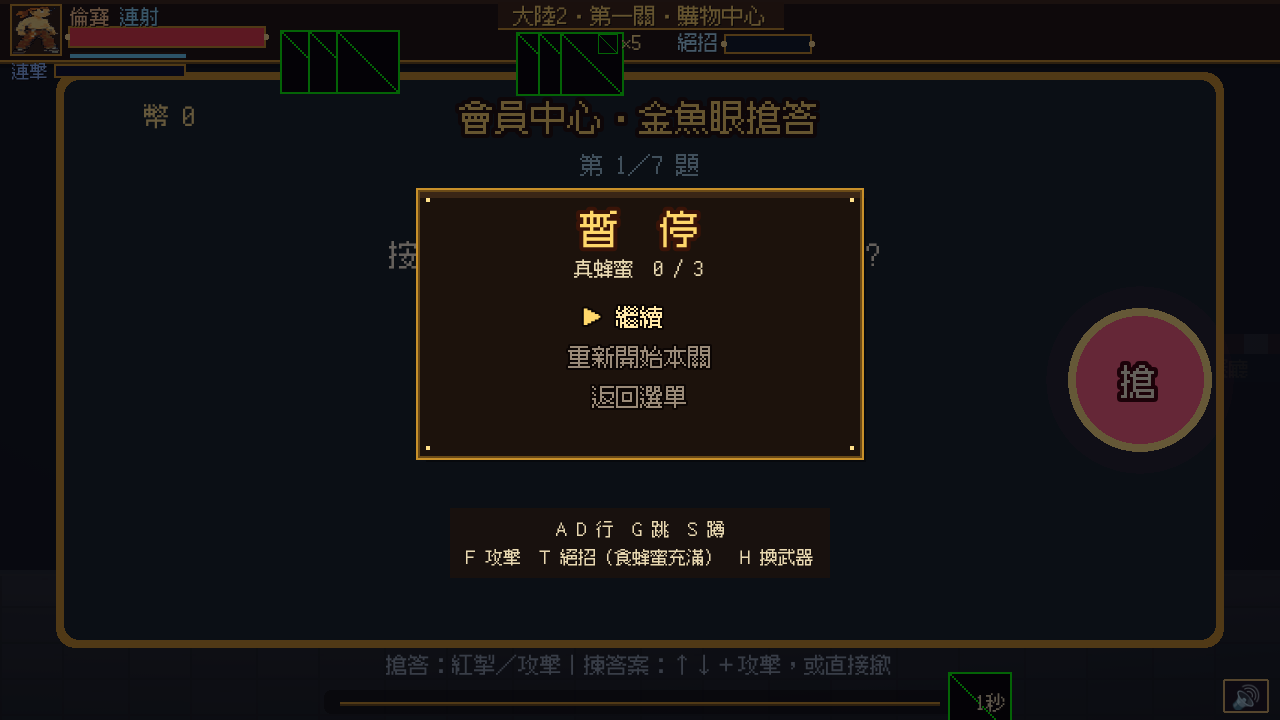 倫寶 連射
大陸2·第一關·購物中心
×5 絕招
連擊
幣 0
會員中心·金魚眼搶答
第 1/7 題
按
?
暫 停
真蜂蜜 0/3
▶ 繼續
重新開始本關
返回選單
搶
A D 行 G 跳 S 蹲
F 攻擊 T 絕招(食蜂蜜充滿) H 換武器
搶答:紅掣/攻擊|揀答案:↑↓+攻擊,或直接撳
1秒